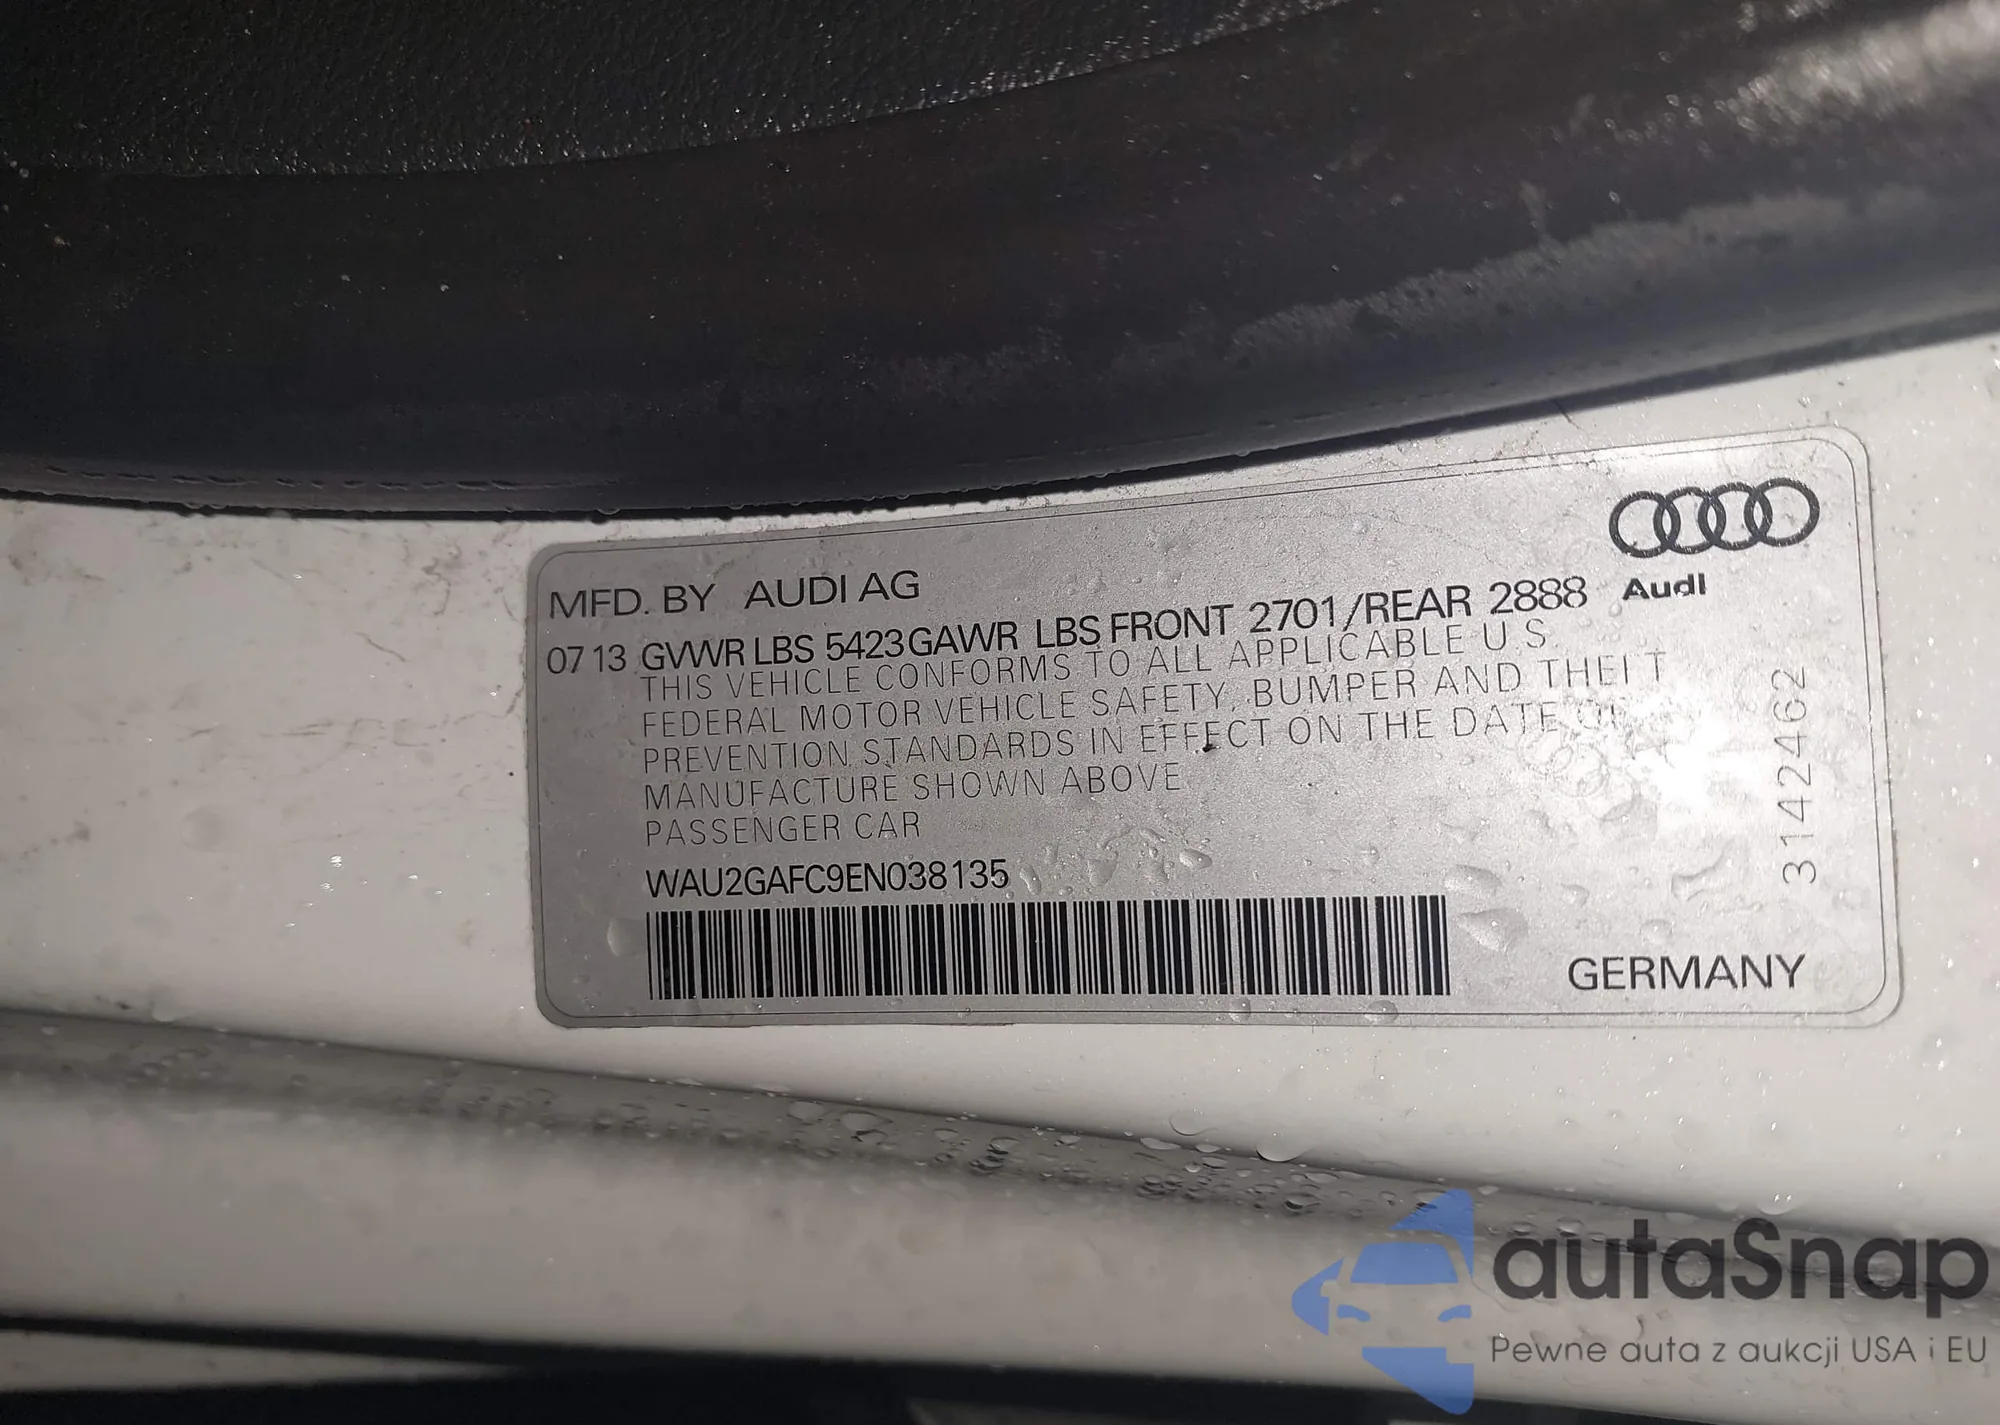 MFD. BY AUDI AG
Audi
07 13 GVWR LBS 5423 GAWR LBS FRONT 2701/REAR 2888
THIS VEHICLE CONFORMS TO ALL APPLICABLE U.S.
FEDERAL MOTOR VEHICLE SAFETY, BUMPER AND THEFT
PREVENTION STANDARDS IN EFFECT ON THE DATE OF
MANUFACTURE SHOWN ABOVE
PASSENGER CAR
WAU2GAFC9EN038135
3142462
GERMANY
autaSnap
Pewne auta z aukcji USA i EU